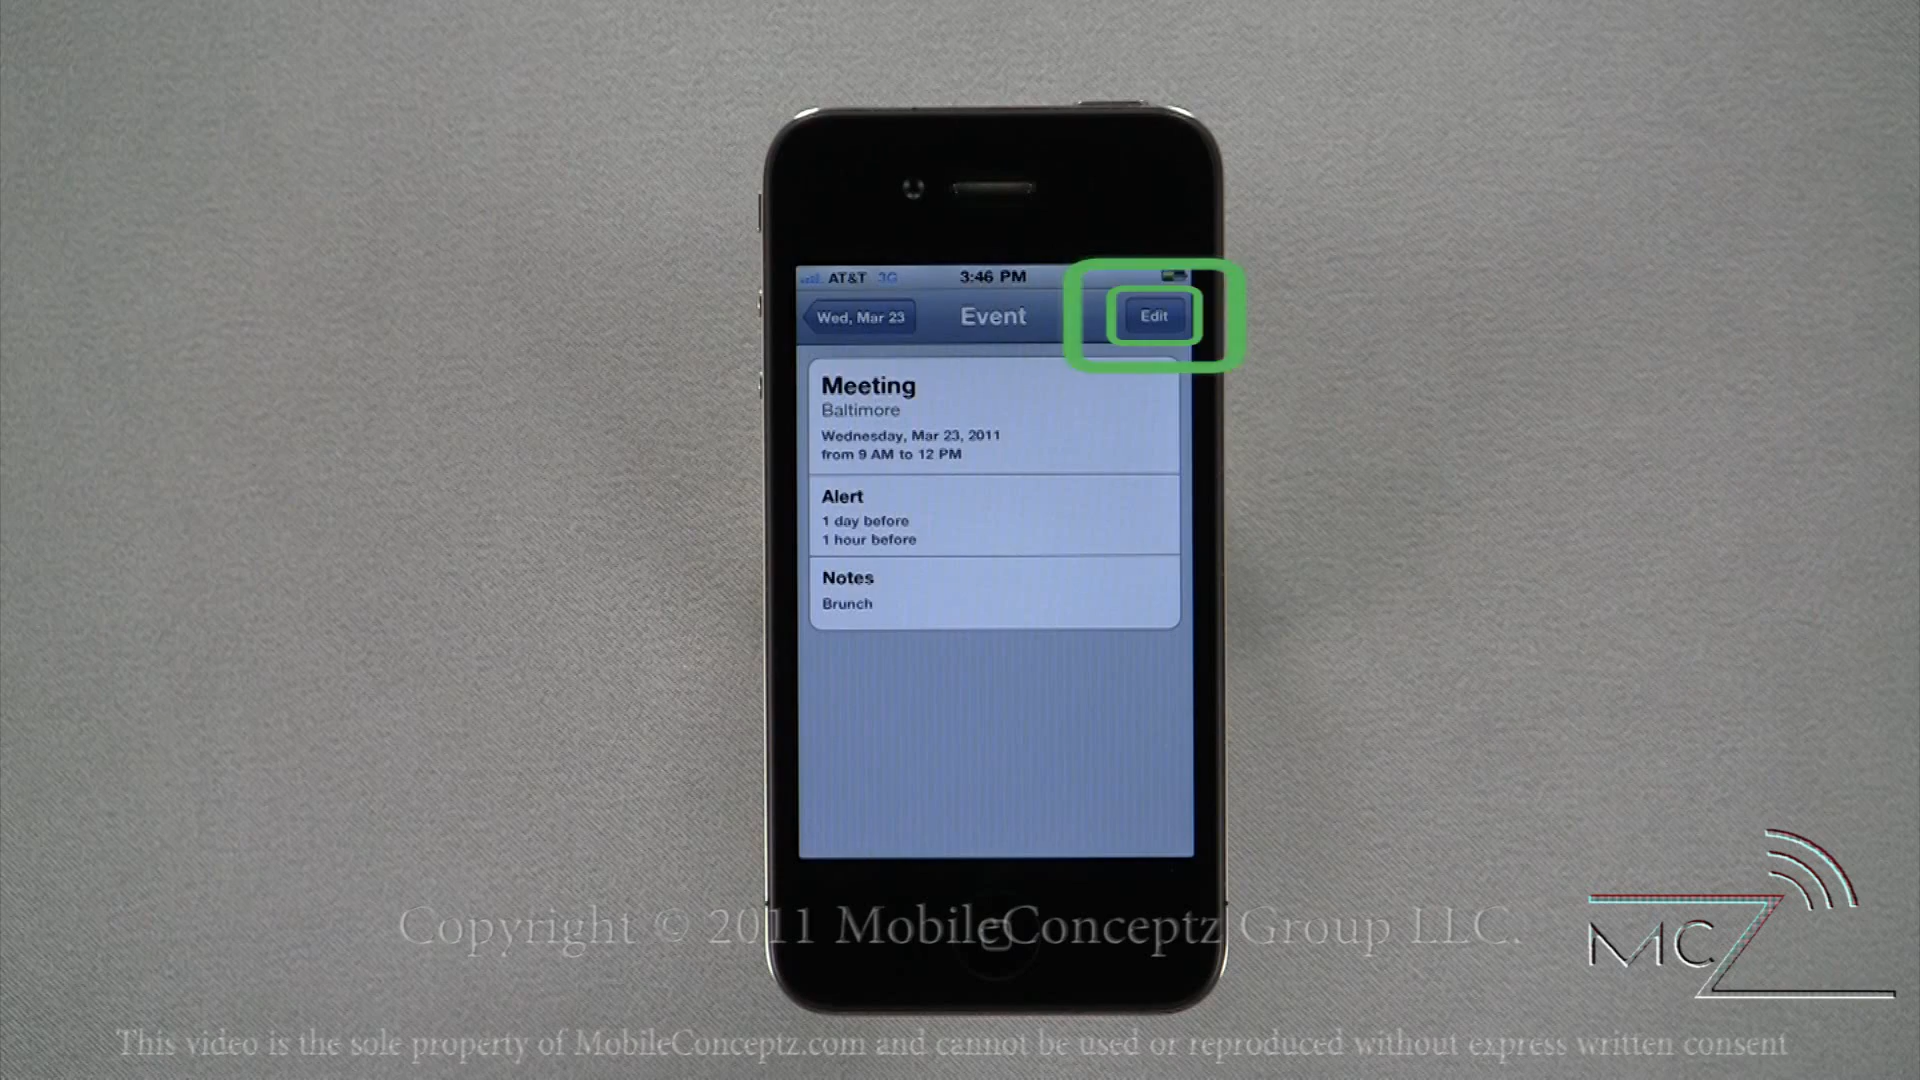 AT&T 3G 3:46 PM
Wed, Mar 23 Event Edit
Meeting
Baltimore
Wednesday, Mar 23, 2011
from 9 AM to 12 PM
Alert
1 day before
1 hour before
Notes
Brunch
Copyright © 2011 MobileConceptz Group LLC.
MCZ
This video is the sole property of MobileConceptz.com and cannot be used or reproduced without express written consent